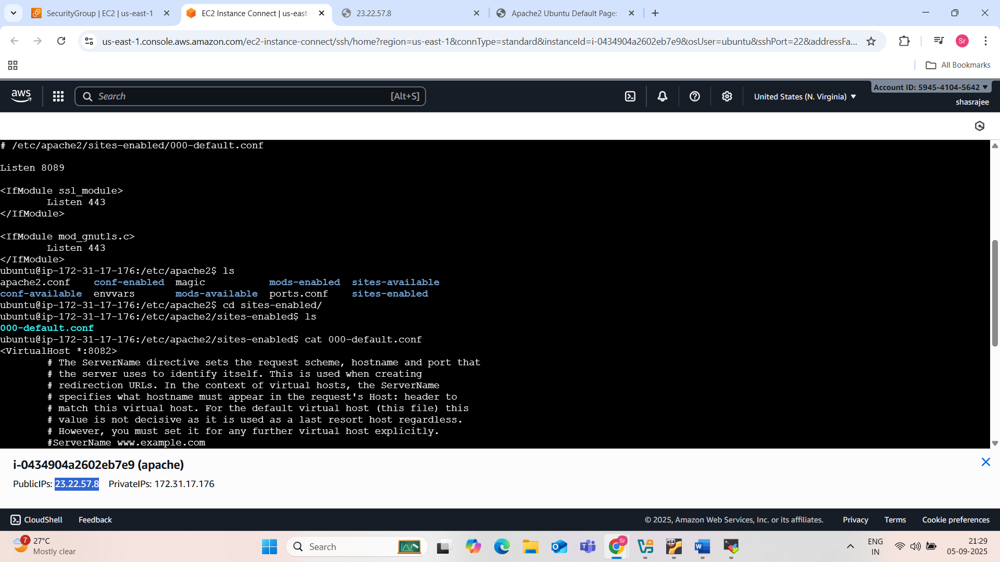 SecurityGroup | EC2 | us-east-1
EC2 Instance Connect | us-east-
23.22.57.8
Apache2 Ubuntu Default Page:
us-east-1.console.aws.amazon.com/ec2-instance-connect/ssh/home?region=us-east-1&connType=standard&instanceId=i-0434904a2602eb7e9&osUser=ubuntu&sshPort=22&addressFa...
Sr
All Bookmarks
aws
Search
[Alt+S]
United States (N. Virginia)
Account ID: 5945-4104-5642
shasrajee
# /etc/apache2/sites-enabled/000-default.conf
Listen 8089
<IfModule ssl_module>
Listen 443
</IfModule>
<IfModule mod_gnutls.c>
Listen 443
</IfModule>
ubuntu@ip-172-31-17-176:/etc/apache2$ ls
apache2.conf conf-enabled magic mods-enabled sites-available
conf-available envvars mods-available ports.conf sites-enabled
ubuntu@ip-172-31-17-176:/etc/apache2$ cd sites-enabled/
ubuntu@ip-172-31-17-176:/etc/apache2/sites-enabled$ ls
000-default.conf
ubuntu@ip-172-31-17-176:/etc/apache2/sites-enabled$ cat 000-default.conf
<VirtualHost *:8082>
# The ServerName directive sets the request scheme, hostname and port that
# the server uses to identify itself. This is used when creating
# redirection URLs. In the context of virtual hosts, the ServerName
# specifies what hostname must appear in the request's Host: header to
# match this virtual host. For the default virtual host (this file) this
# value is not decisive as it is used as a last resort host regardless.
# However, you must set it for any further virtual host explicitly.
#ServerName www.example.com
i-0434904a2602eb7e9 (apache)
PublicIPs: 23.22.57.8 PrivateIPs: 172.31.17.176
CloudShell
Feedback
© 2025, Amazon Web Services, Inc. or its affiliates.
Privacy
Terms
Cookie preferences
7
27°C
Mostly clear
Search
Sr
x64
W
ENG
IN
21:29
05-09-2025